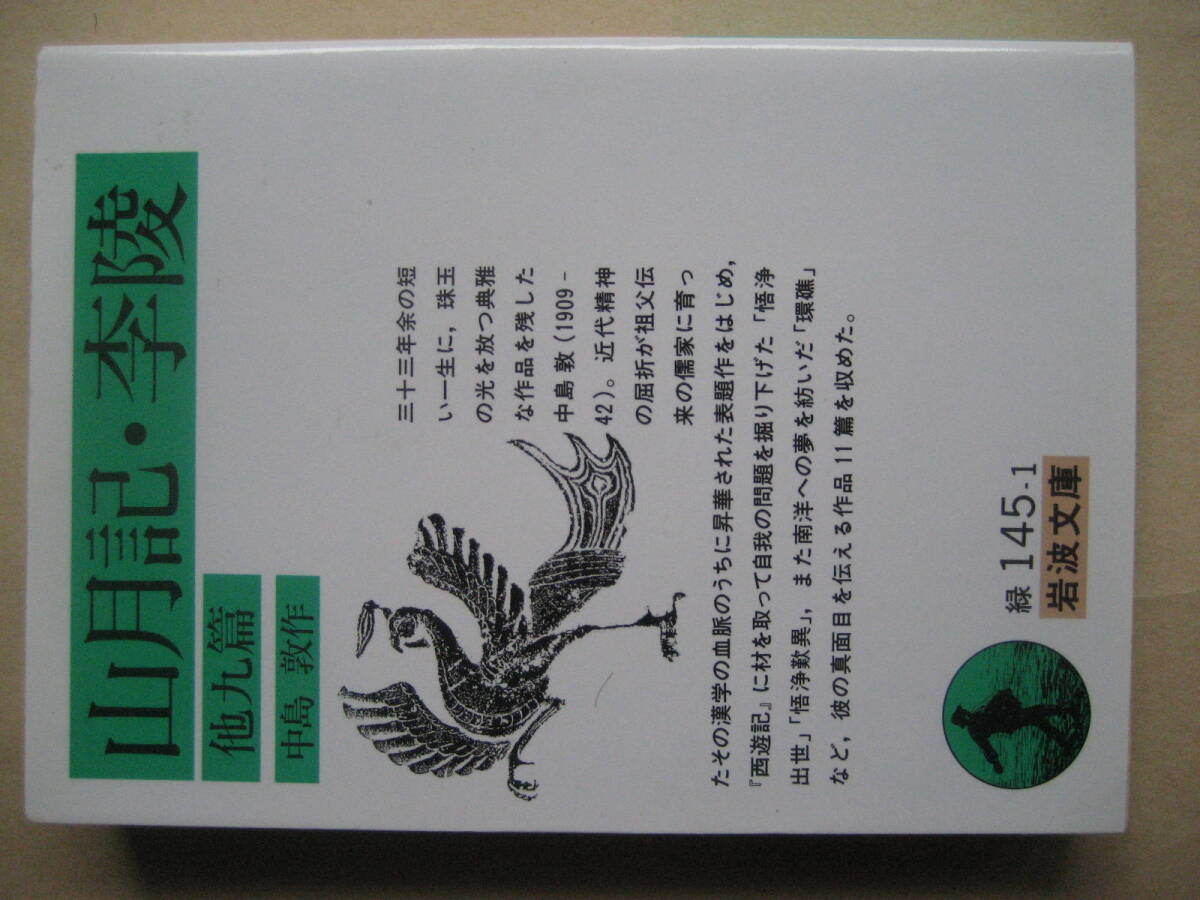 山月記・李陵
他九篇
中島 敦作
三十三年余の短
い一生に，珠玉
の光を放つ典雅
な作品を残した
中島敦(1909-
42)。近代精神
の屈折が祖父伝
来の儒家に育っ
たその漢学の血脈のうちに昇華された表題作をはじめ，
『西遊記』に材を取って自我の問題を掘り下げた「悟浄
出世」「悟浄歎異」，また南洋への夢を紡いだ「環礁」
など，彼の真面目を伝える作品11篇を収めた。
緑 145-1
岩波文庫